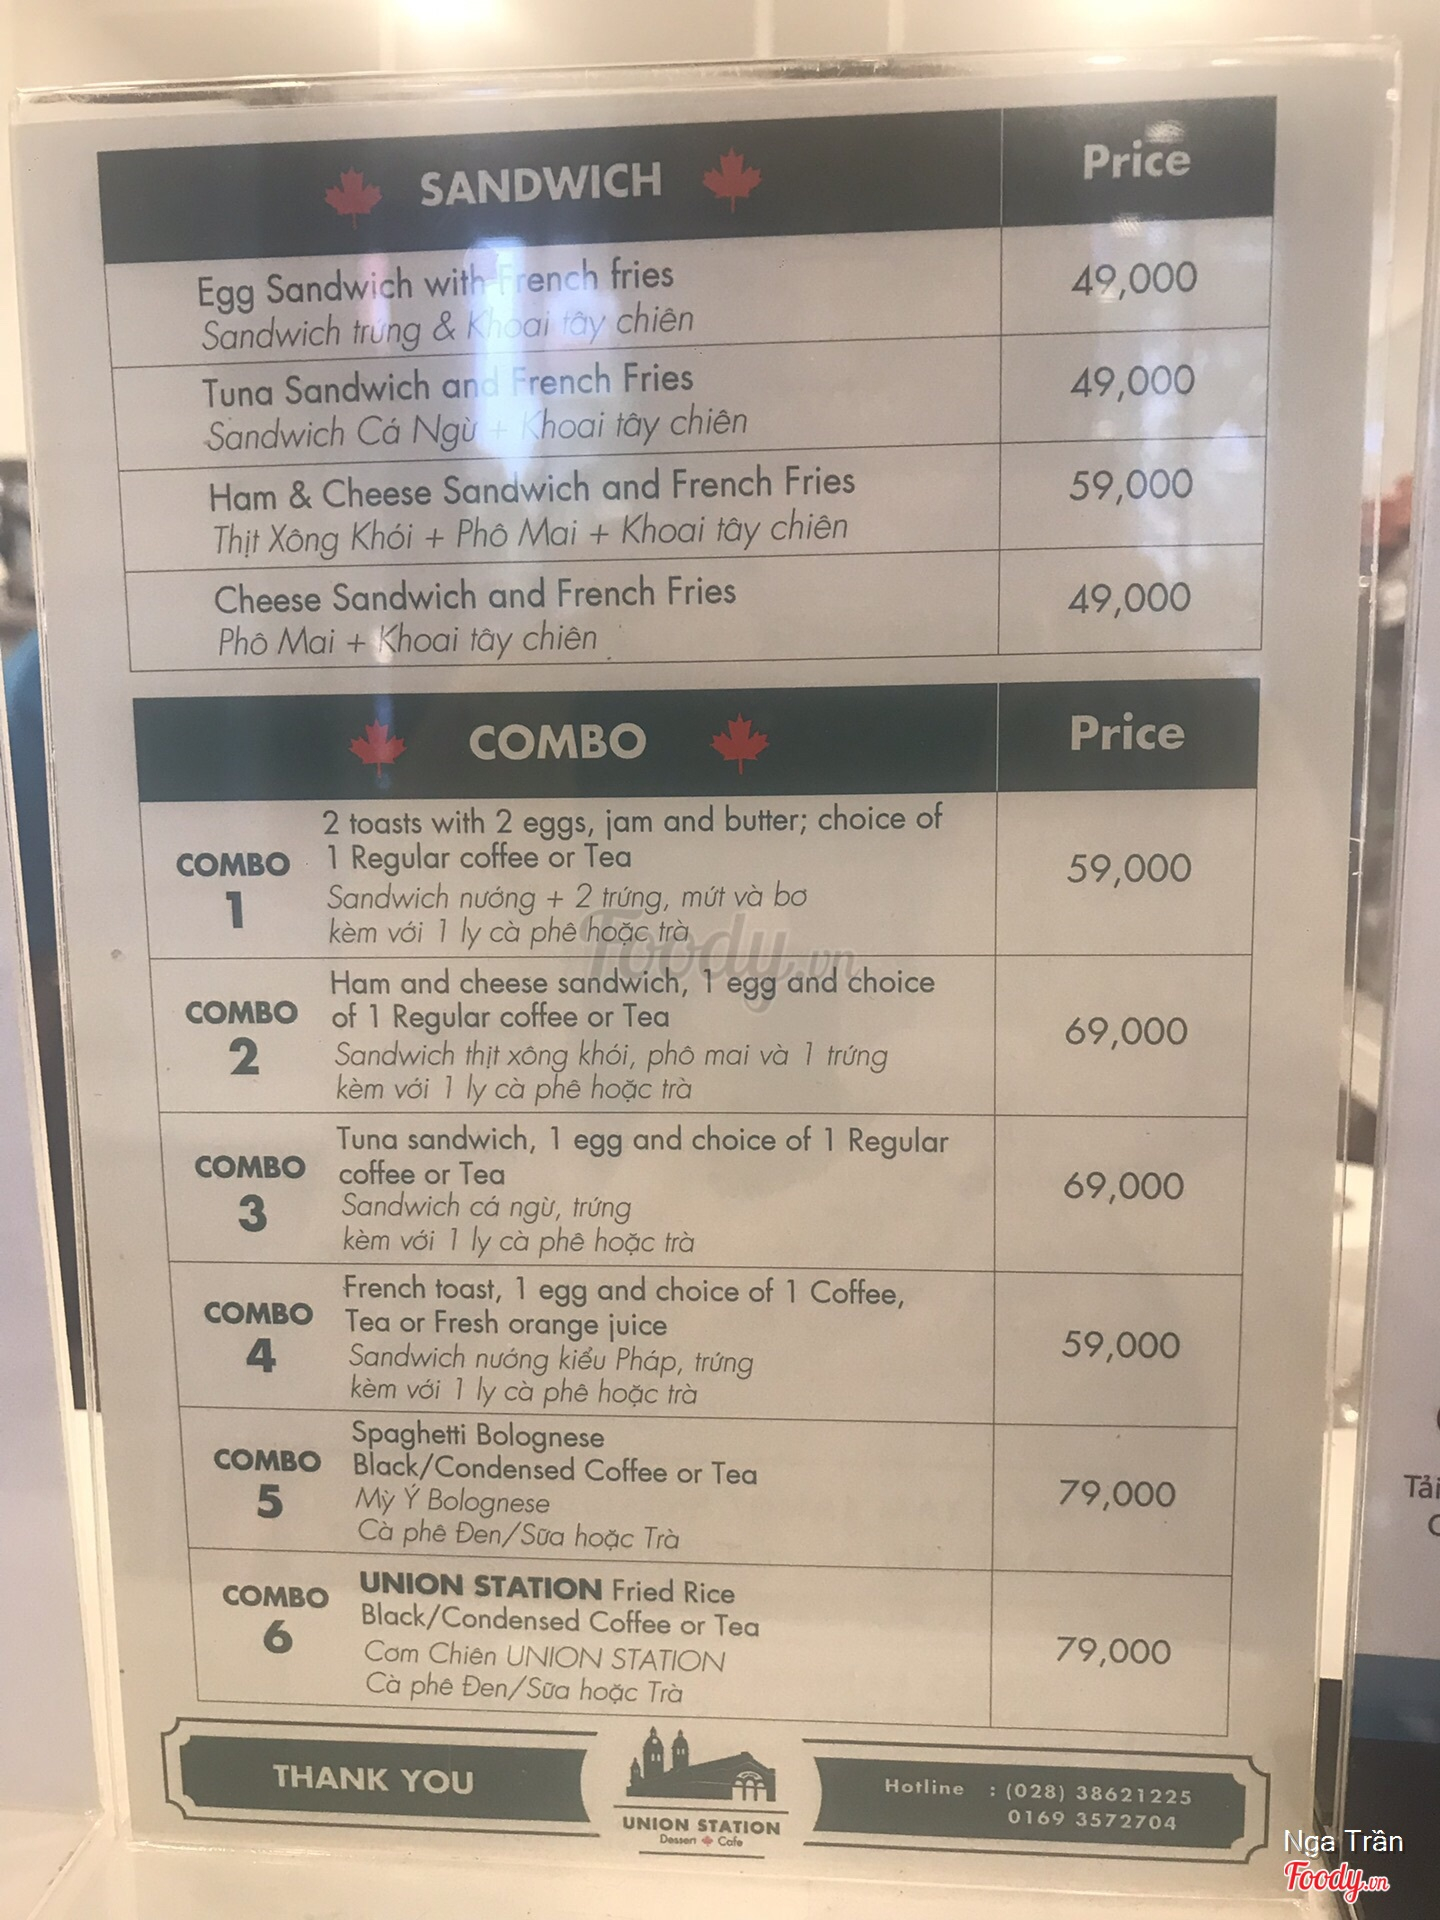 SANDWICH
Price
Egg Sandwich with French fries
Sandwich trứng & Khoai tây chiên
49,000
Tuna Sandwich and French Fries
Sandwich Cá Ngừ + Khoai tây chiên
49,000
Ham & Cheese Sandwich and French Fries
Thịt Xông Khói + Phô Mai + Khoai tây chiên
59,000
Cheese Sandwich and French Fries
Phô Mai + Khoai tây chiên
49,000
COMBO
Price
COMBO
1
2 toasts with 2 eggs, jam and butter; choice of
1 Regular coffee or Tea
Sandwich nướng + 2 trứng, mứt và bơ
kèm với 1 ly cà phê hoặc trà
59,000
COMBO
2
Ham and cheese sandwich, 1 egg and choice
of 1 Regular coffee or Tea
Sandwich thịt xông khói, phô mai và 1 trứng
kèm với 1 ly cà phê hoặc trà
69,000
COMBO
3
Tuna sandwich, 1 egg and choice of 1 Regular
coffee or Tea
Sandwich cá ngừ, trứng
kèm với 1 ly cà phê hoặc trà
69,000
COMBO
4
French toast, 1 egg and choice of 1 Coffee,
Tea or Fresh orange juice
Sandwich nướng kiểu Pháp, trứng
kèm với 1 ly cà phê hoặc trà
59,000
COMBO
5
Spaghetti Bolognese
Black/Condensed Coffee or Tea
Mỳ Ý Bolognese
Cà phê Đen/Sữa hoặc Trà
79,000
COMBO
6
UNION STATION Fried Rice
Black/Condensed Coffee or Tea
Cơm Chiên UNION STATION
Cà phê Đen/Sữa hoặc Trà
79,000
Foody.vn
THANK YOU
UNION STATION
Dessert Cafe
Hotline : (028) 38621225
0169 3572704
Nga Trần
Foody.vn